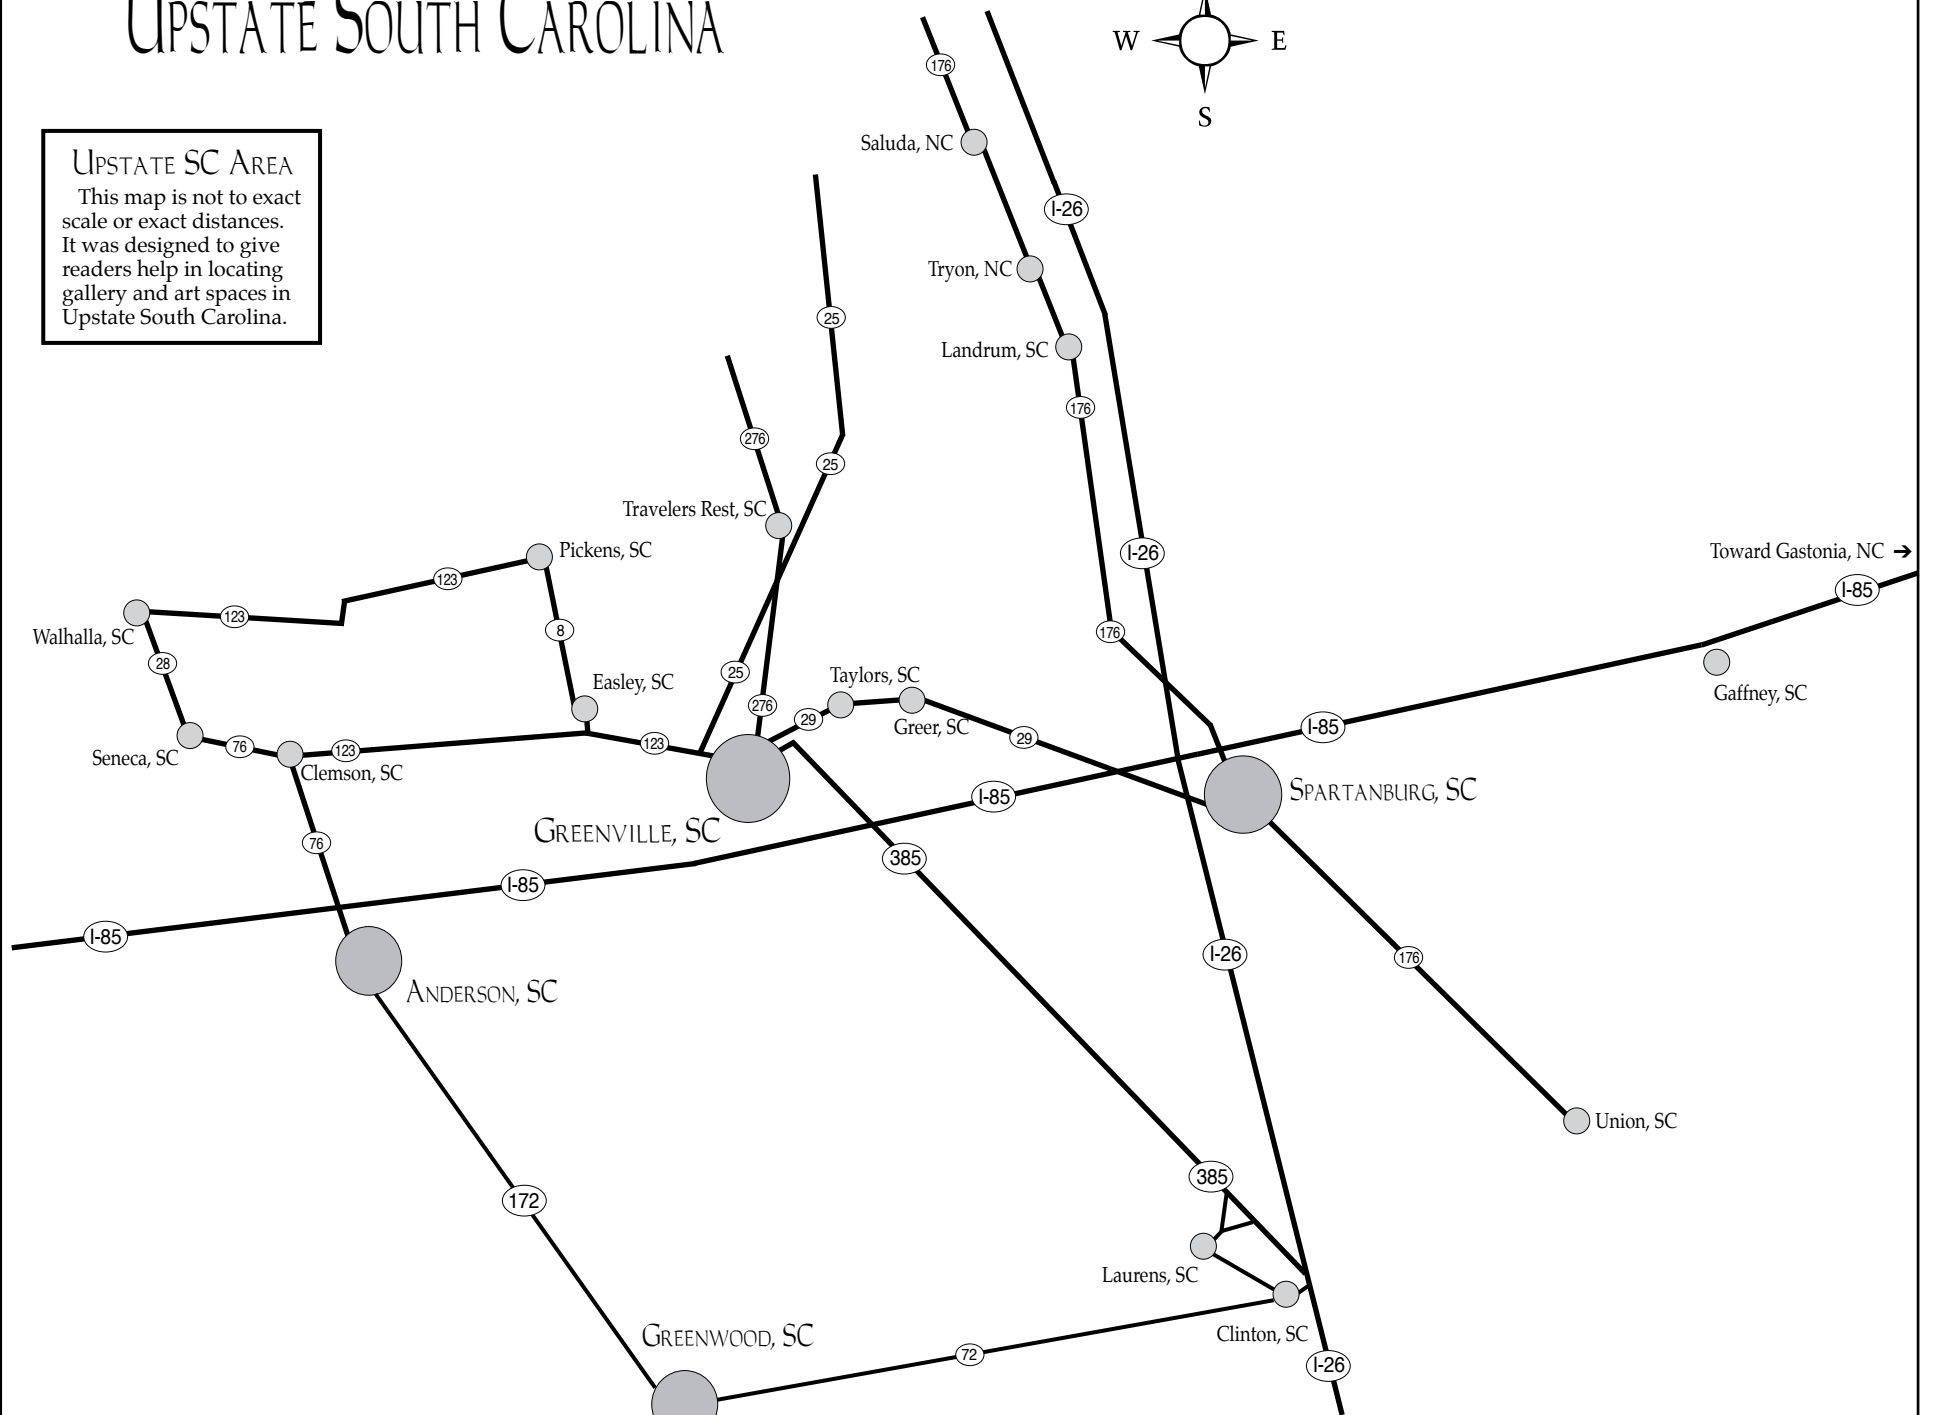 UPSTATE SOUTH CAROLINA
W E
S
176
Saluda, NC
UPSTATE SC AREA
This map is not to exact
scale or exact distances.
It was designed to give
readers help in locating
gallery and art spaces in
Upstate South Carolina.
I-26
Tryon, NC
25
Landrum, SC
176
276
25
Travelers Rest, SC
Pickens, SC
I-26
Toward Gastonia, NC ➔
123
I-85
123
8
176
Walhalla, SC
28
25
Taylors, SC
Gaffney, SC
Easley, SC
276
29
Greer, SC
I-85
Seneca, SC
76
123
123
29
Clemson, SC
I-85
SPARTANBURG, SC
GREENVILLE, SC
76
385
I-85
I-85
I-26
176
ANDERSON, SC
Union, SC
385
172
Laurens, SC
GREENWOOD, SC
Clinton, SC
72
I-26